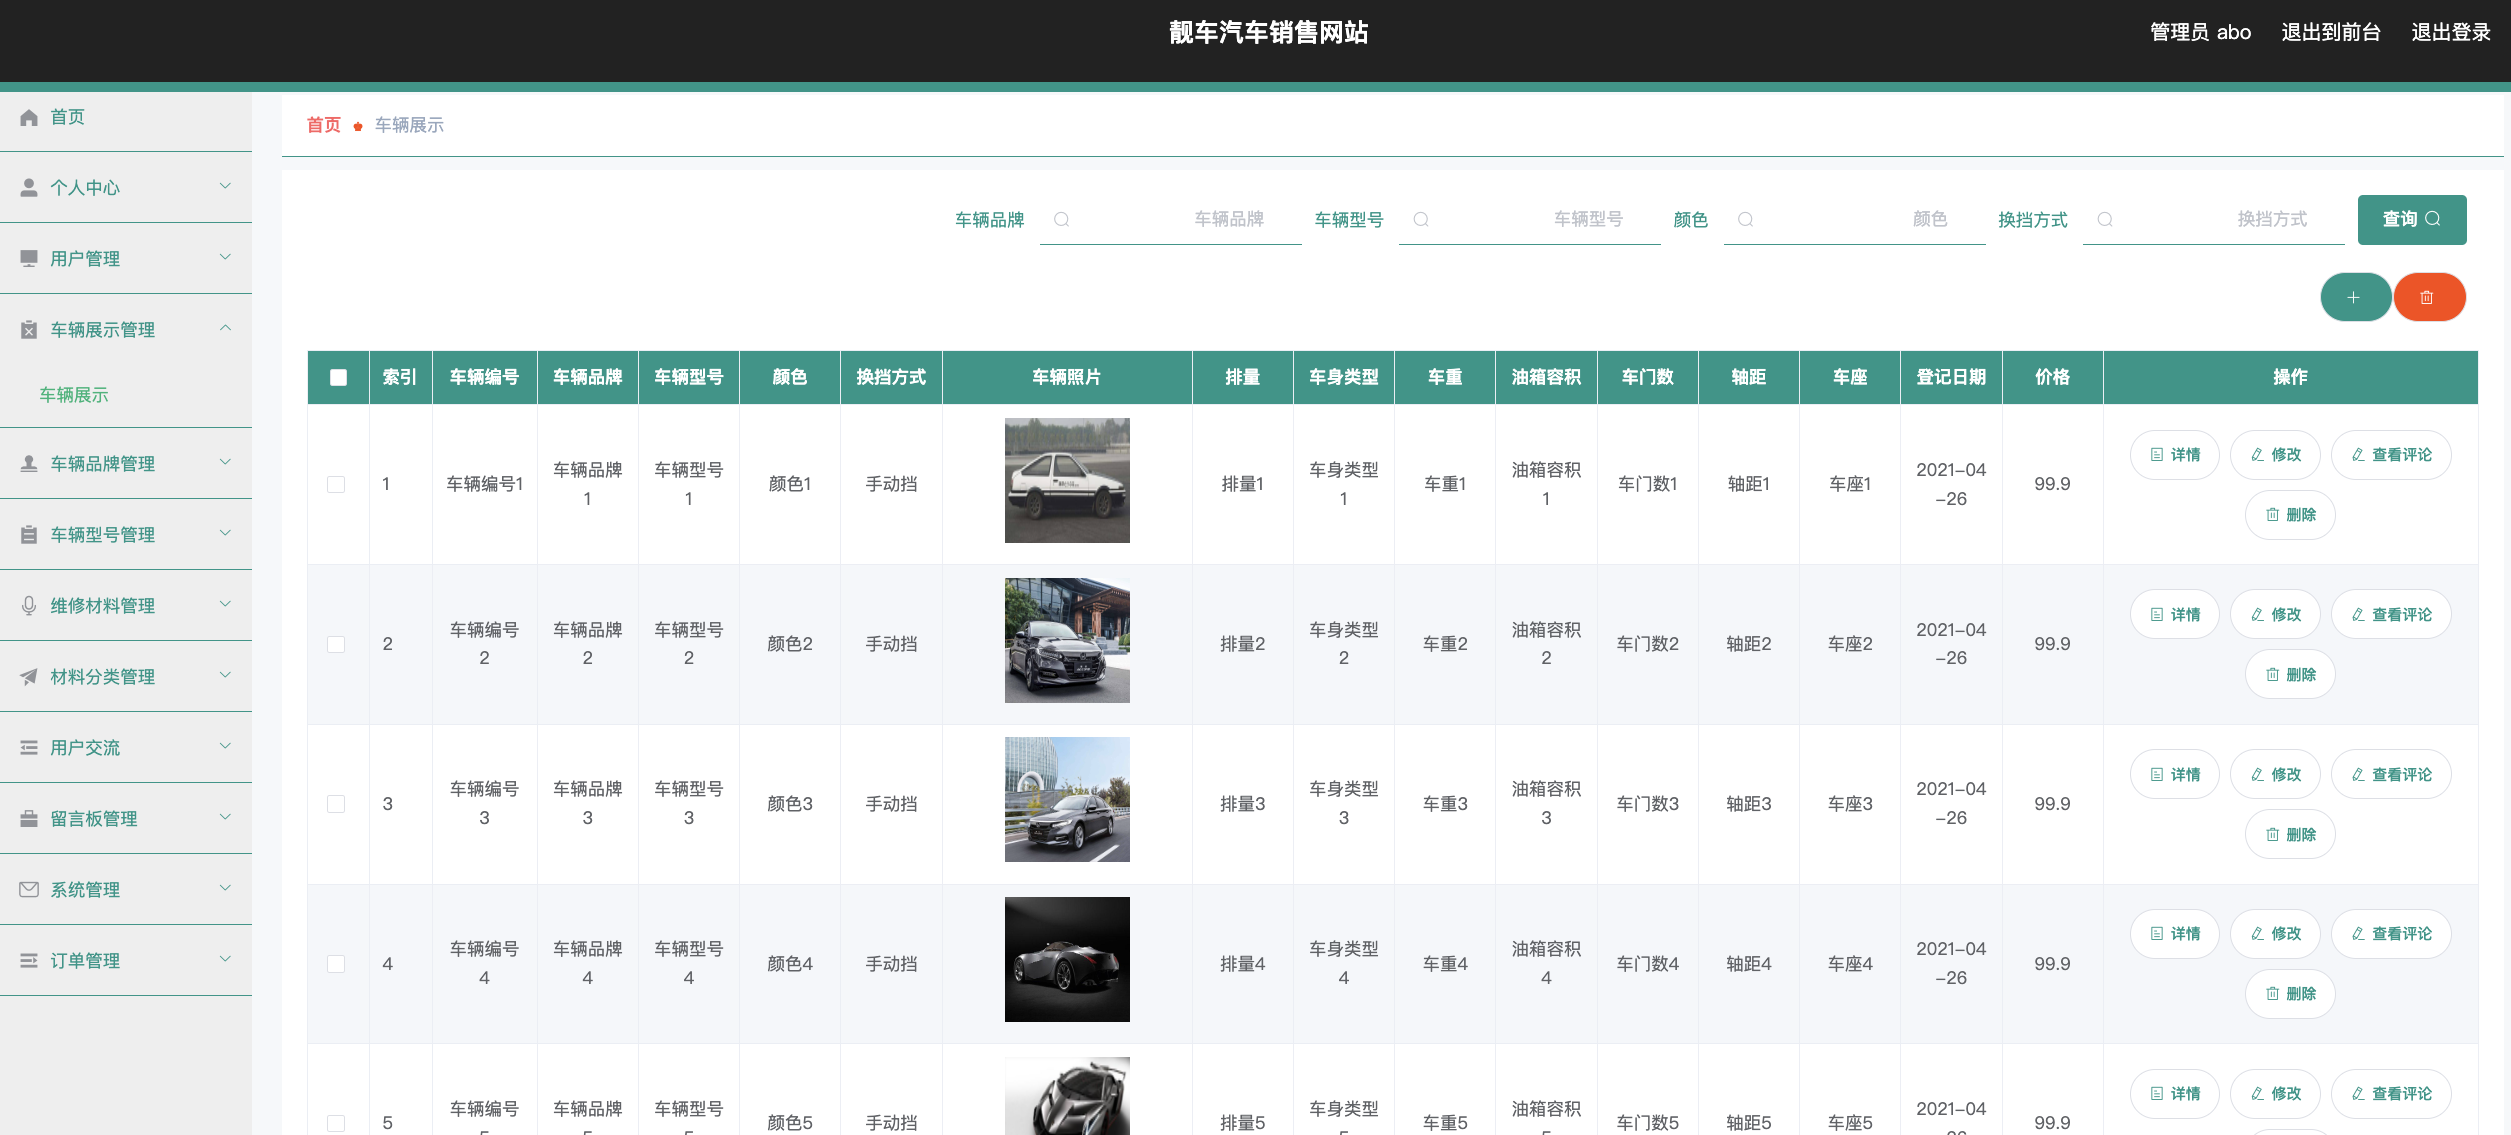 靓车汽车销售网站
管理员 abo 退出到前台 退出登录
首页
个人中心
用户管理
车辆展示管理
车辆展示
车辆品牌管理
车辆型号管理
维修材料管理
材料分类管理
用户交流
留言板管理
系统管理
订单管理
首页 车辆展示
车辆品牌 车辆品牌 车辆型号 车辆型号 颜色 颜色 换挡方式 换挡方式 查询
索引 车辆编号 车辆品牌 车辆型号 颜色 换挡方式 车辆照片 排量 车身类型 车重 油箱容积 车门数 轴距 车座 登记日期 价格 操作
1 车辆编号1 车辆品牌1 车辆型号1 颜色1 手动挡 排量1 车身类型1 车重1 油箱容积1 车门数1 轴距1 车座1 2021-04-26 99.9 详情 修改 查看评论
删除
2 车辆编号2 车辆品牌2 车辆型号2 颜色2 手动挡 排量2 车身类型2 车重2 油箱容积2 车门数2 轴距2 车座2 2021-04-26 99.9 详情 修改 查看评论
删除
3 车辆编号3 车辆品牌3 车辆型号3 颜色3 手动挡 排量3 车身类型3 车重3 油箱容积3 车门数3 轴距3 车座3 2021-04-26 99.9 详情 修改 查看评论
删除
4 车辆编号4 车辆品牌4 车辆型号4 颜色4 手动挡 排量4 车身类型4 车重4 油箱容积4 车门数4 轴距4 车座4 2021-04-26 99.9 详情 修改 查看评论
删除
5 车辆编号 车辆品牌 车辆型号 颜色5 手动挡 排量5 车身类型 车重5 油箱容积 车门数5 轴距5 车座5 2021-04 99.9 详情 修改 查看评论